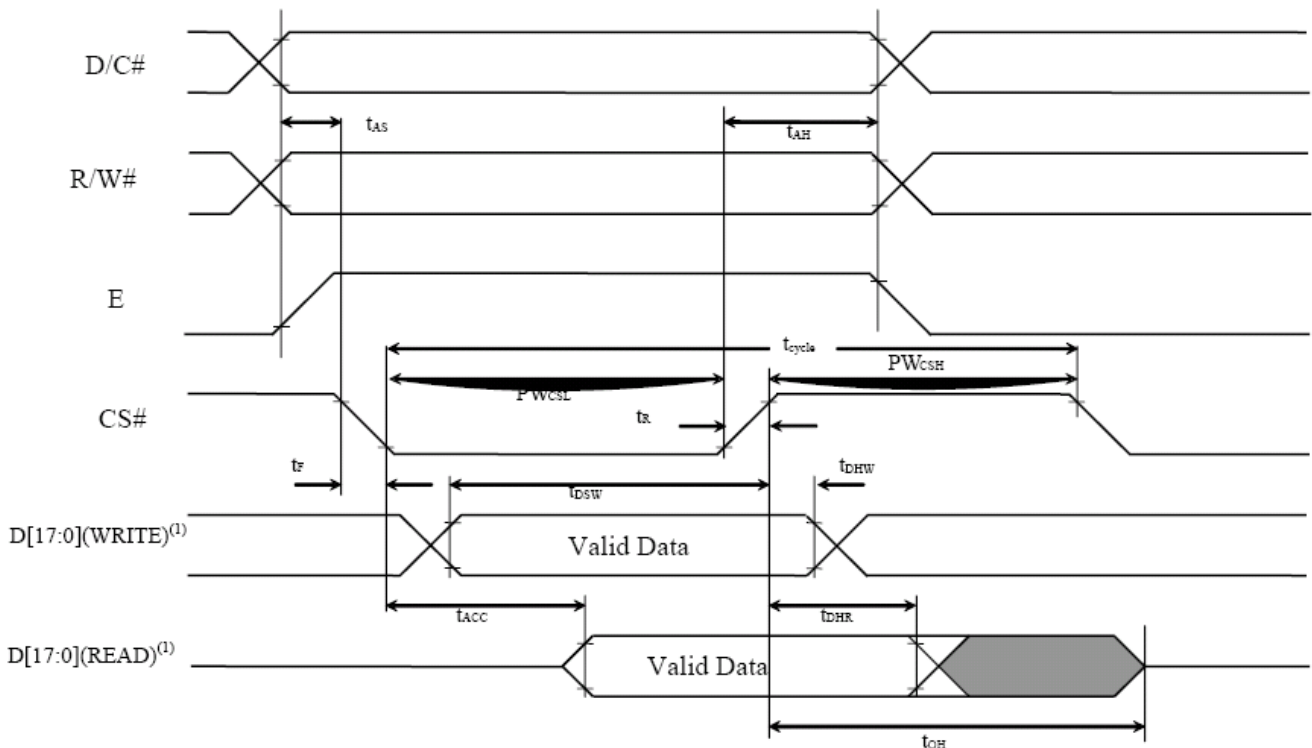 D/C#
tAS
tAH
R/W#
E
tcycle
PWCSL
PWCSH
CS#
tR
tF
tDSW
tDHW
D[17:0](WRITE)(1)
Valid Data
tACC
tDHR
D[17:0](READ)(1)
Valid Data
tOH